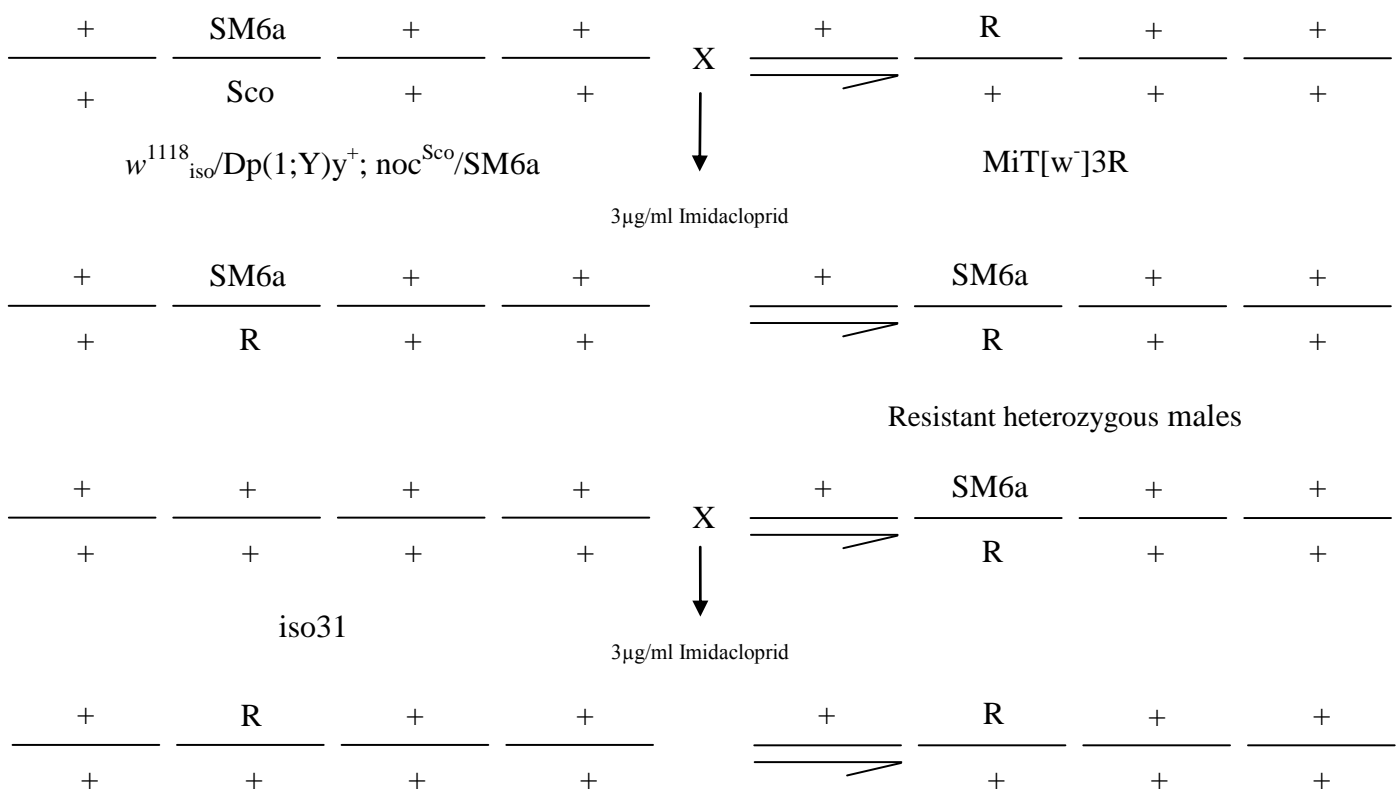 + SM6a + + + R + +
X
+ Sco + + + + +
w¹¹¹⁸iso/Dp(1;Y)y⁺; nocˢᶜᵒ/SM6a MiT[w⁻]3R
3µg/ml Imidacloprid
+ SM6a + + + SM6a + +
+ R + + R + +
Resistant heterozygous males
+ + + + + SM6a + +
X
+ + + + R + +
iso31
3µg/ml Imidacloprid
+ R + + + R + +
+ + + + + + +